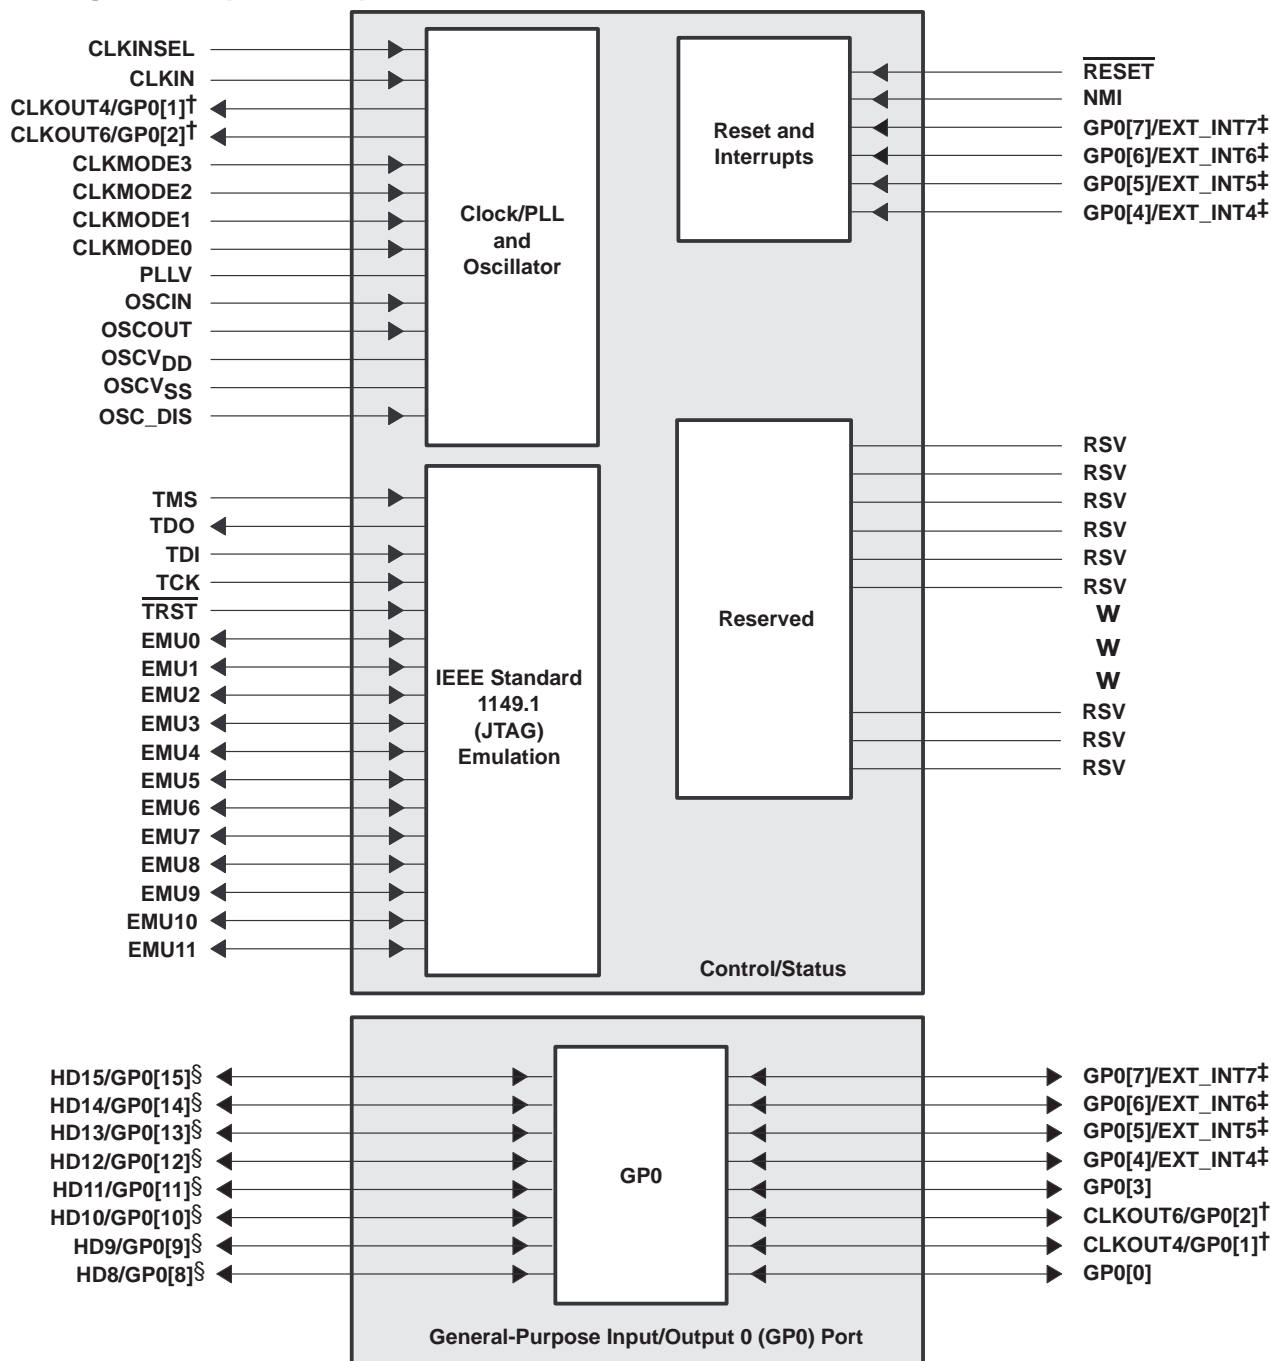 CLKINSEL
CLKIN
CLKOUT4/GP0[1]†
CLKOUT6/GP0[2]†
CLKMODE3
CLKMODE2
CLKMODE1
CLKMODE0
PLLV
OSCIN
OSCOUT
OSCVDD
OSCVSS
OSC_DIS
Clock/PLL
and
Oscillator
Reset and
Interrupts
RESET
NMI
GP0[7]/EXT_INT7‡
GP0[6]/EXT_INT6‡
GP0[5]/EXT_INT5‡
GP0[4]/EXT_INT4‡
TMS
TDO
TDI
TCK
TRST
EMU0
EMU1
EMU2
EMU3
EMU4
EMU5
EMU6
EMU7
EMU8
EMU9
EMU10
EMU11
IEEE Standard
1149.1
(JTAG)
Emulation
Reserved
RSV
RSV
RSV
RSV
RSV
RSV
W
W
W
RSV
RSV
RSV
Control/Status
HD15/GP0[15]§
HD14/GP0[14]§
HD13/GP0[13]§
HD12/GP0[12]§
HD11/GP0[11]§
HD10/GP0[10]§
HD9/GP0[9]§
HD8/GP0[8]§
GP0
GP0[7]/EXT_INT7‡
GP0[6]/EXT_INT6‡
GP0[5]/EXT_INT5‡
GP0[4]/EXT_INT4‡
GP0[3]
CLKOUT6/GP0[2]†
CLKOUT4/GP0[1]†
GP0[0]
General-Purpose Input/Output 0 (GP0) Port